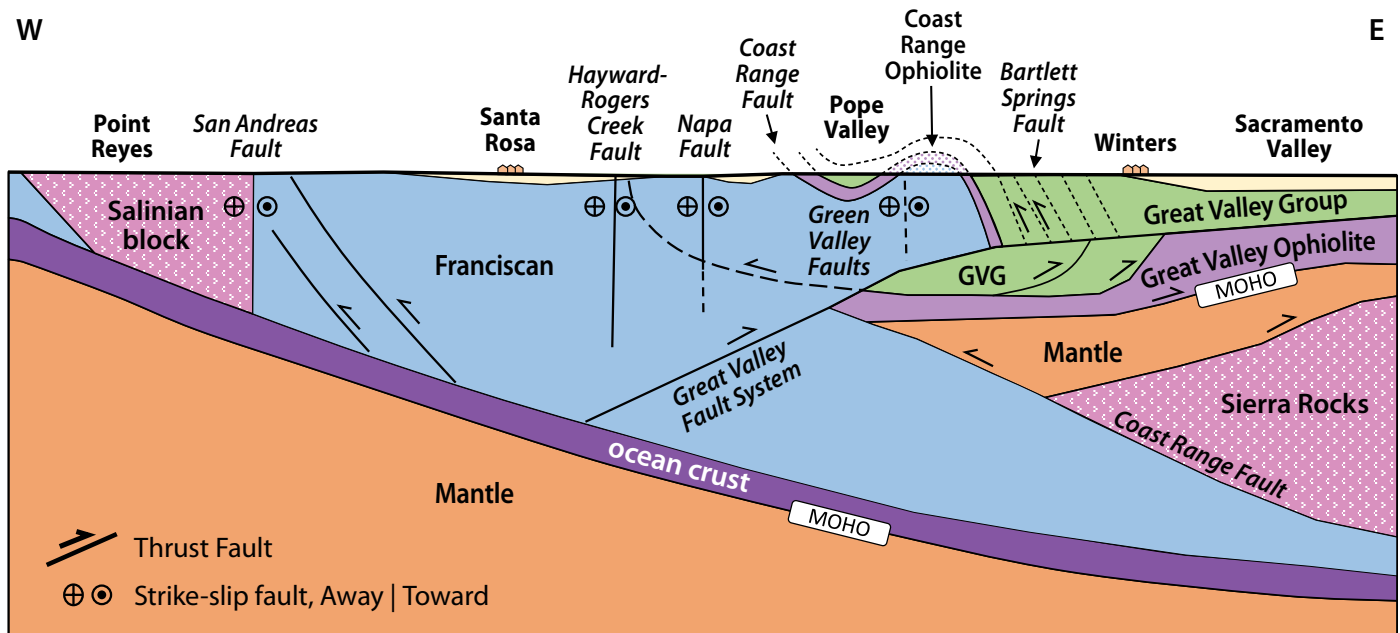 W
E
Point
Reyes
San Andreas
Fault
Santa
Rosa
Hayward-
Rogers
Creek
Fault
Napa
Fault
Coast
Range
Fault
Pope
Valley
Coast
Range
Ophiolite
Bartlett
Springs
Fault
Winters
Sacramento
Valley
Salinian
block
Franciscan
Green
Valley
Faults
Great Valley Group
GVG
Great Valley Ophiolite
MOHO
Mantle
Great Valley
Fault System
Sierra Rocks
Coast Range Fault
ocean crust
MOHO
Mantle
Thrust Fault
Strike-slip fault, Away | Toward